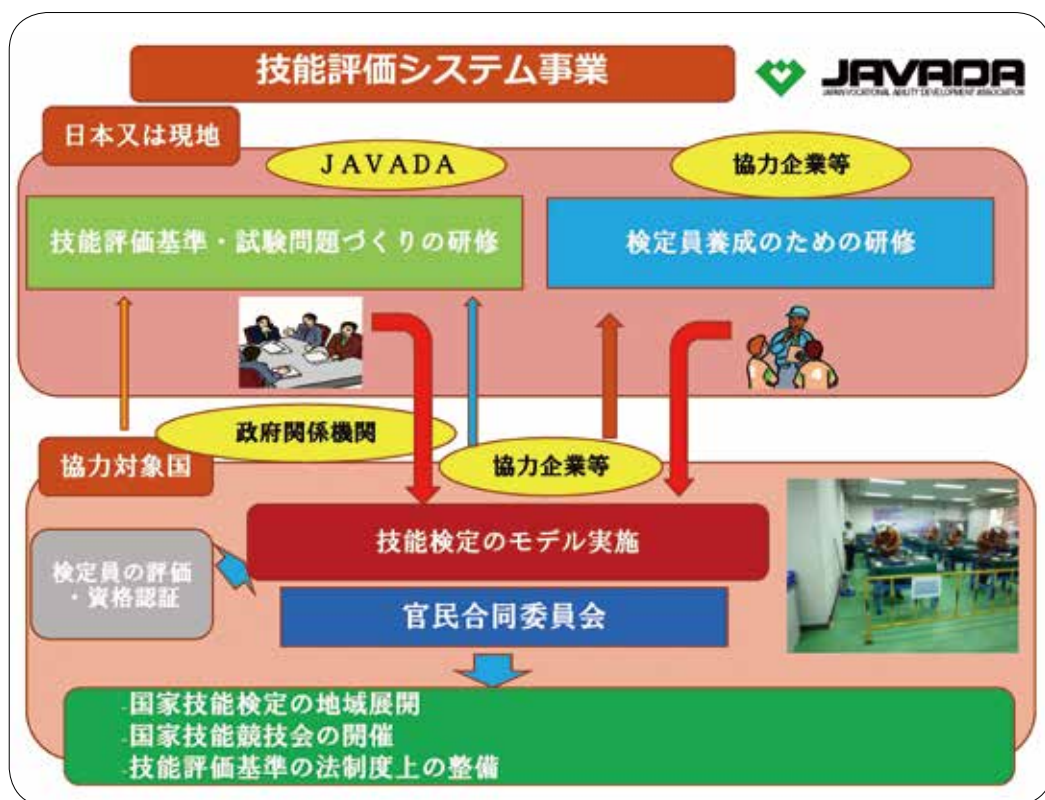 技能評価システム事業
JAVADA
JAPAN VOCATIONAL ABILITY DEVELOPMENT ASSOCIATION
日本又は現地
JAVADA
協力企業等
技能評価基準・試験問題づくりの研修
検定員養成のための研修
政府関係機関
協力企業等
協力対象国
技能検定のモデル実施
検定員の評価
・資格認証
官民合同委員会
-国家技能検定の地域展開
-国家技能競技会の開催
-技能評価基準の法制度上の整備